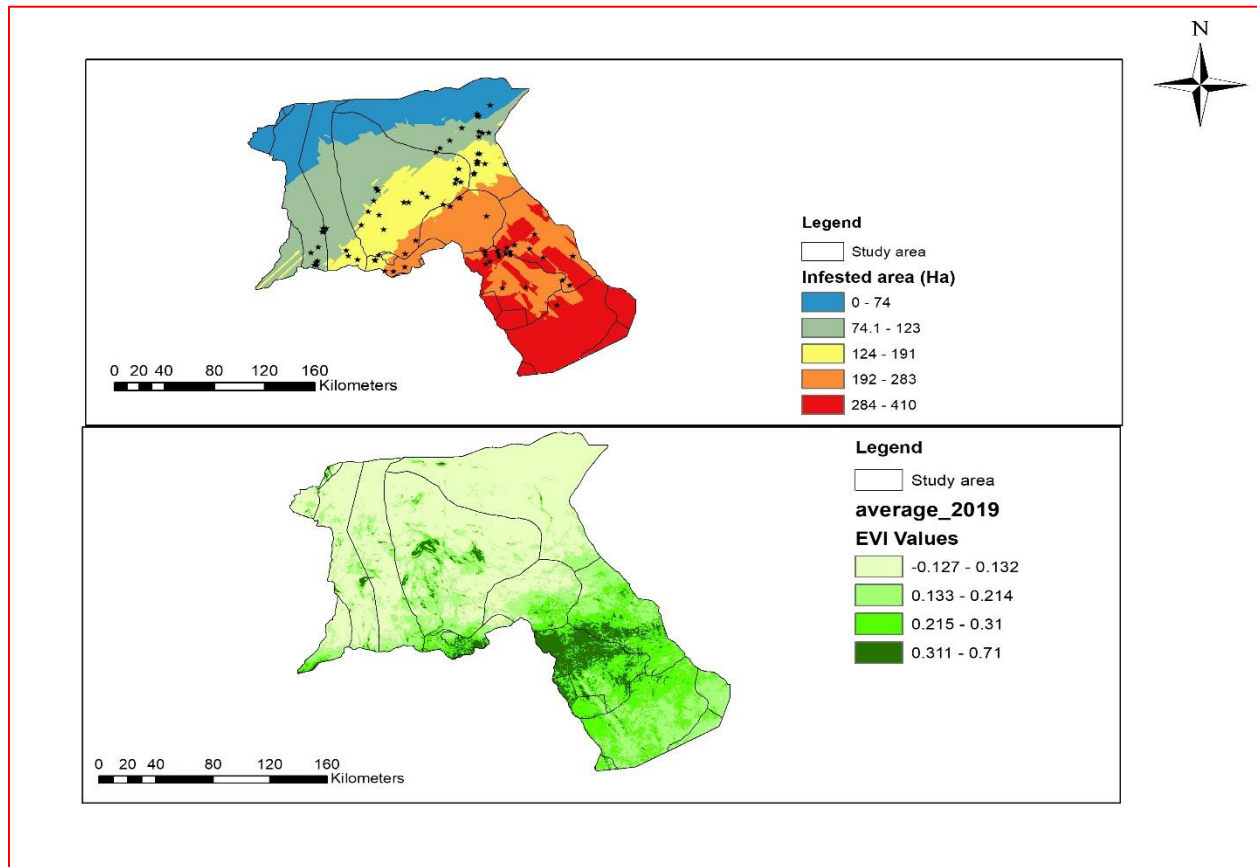 N
Legend
Study area
Infested area (Ha)
0 - 74
74.1 - 123
124 - 191
192 - 283
284 - 410
0 20 40 80 120 160
Kilometers
Legend
Study area
average_2019
EVI Values
-0.127 - 0.132
0.133 - 0.214
0.215 - 0.31
0.311 - 0.71
0 20 40 80 120 160
Kilometers